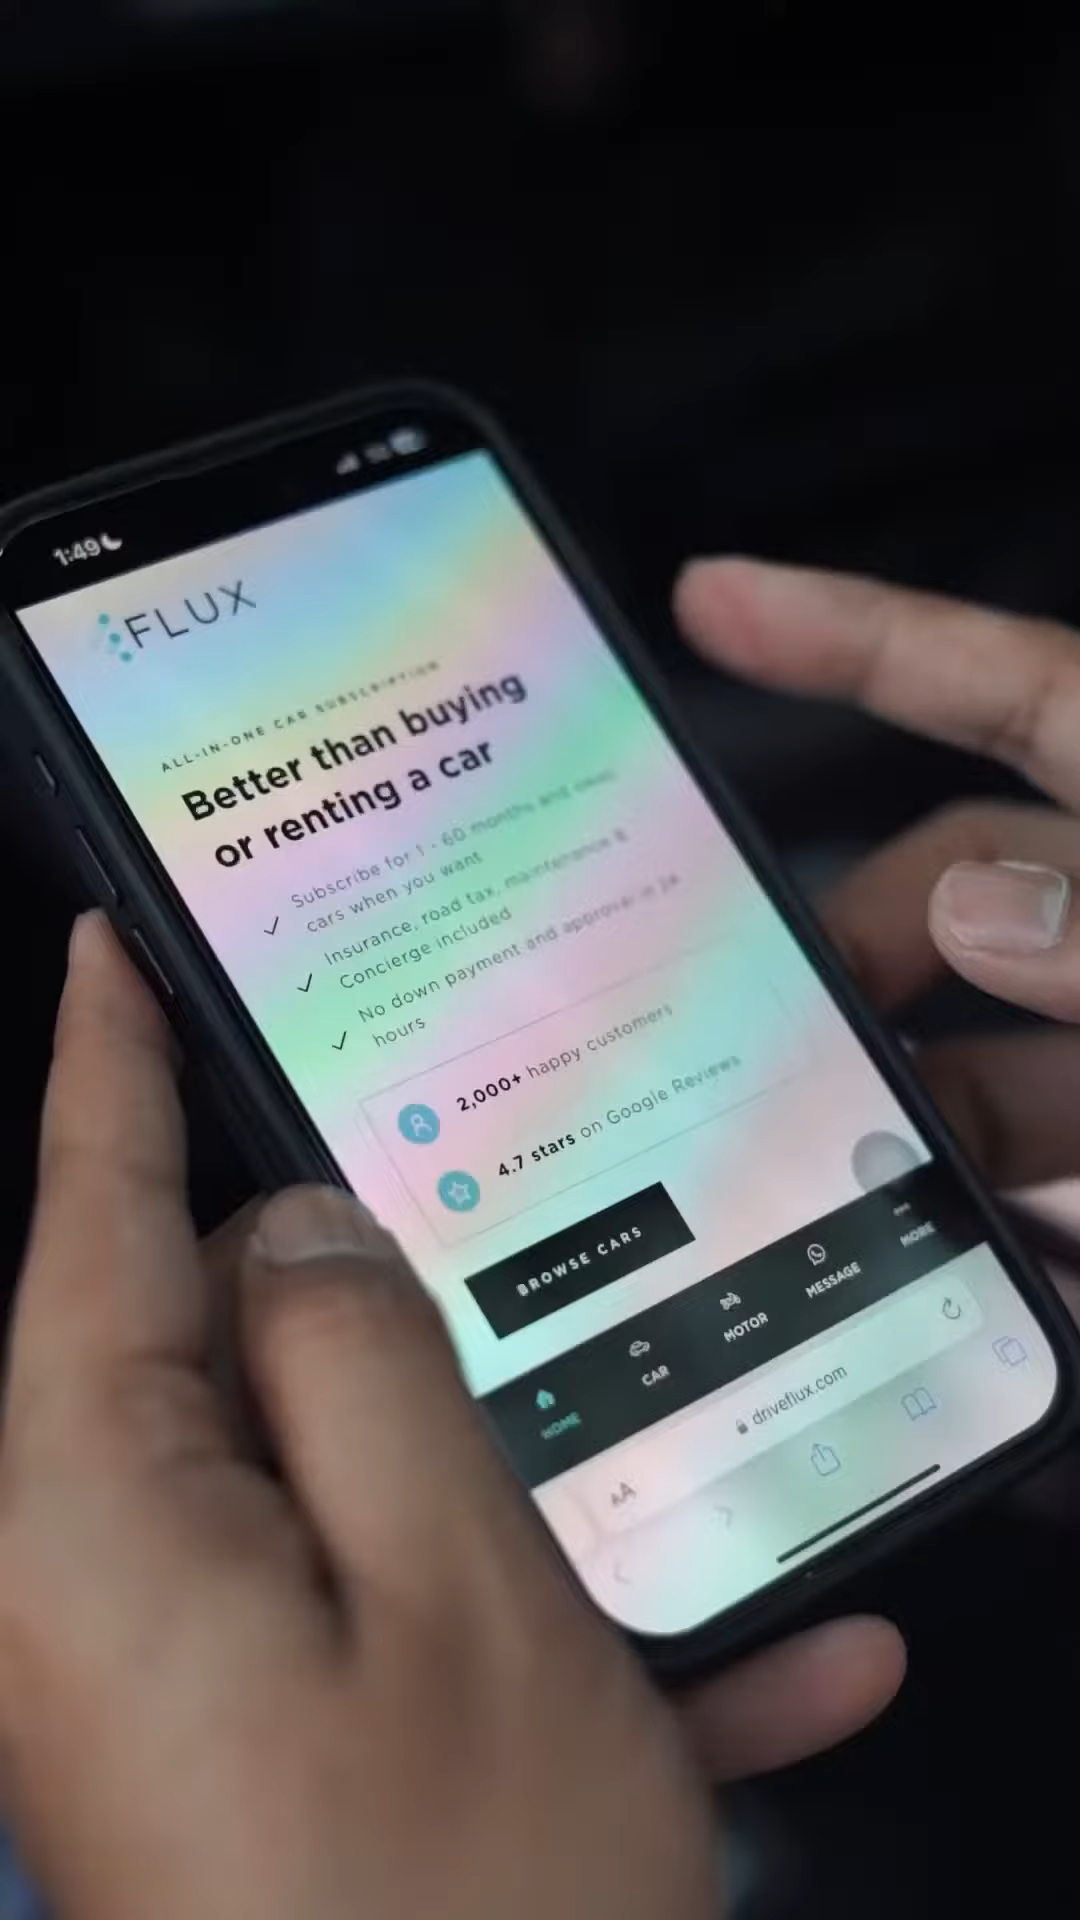 1:49
FLUX
ALL-IN-ONE CAR SUBSCRIPTION
Better than buying
or renting a car
Subscribe for 1 - 60 months and swap
cars when you want
Insurance, road tax, maintenance &
Concierge included
No down payment and approval in 24
hours
2,000+ happy customers
4.7 stars on Google Reviews
BROWSE CARS
HOME
CAR
MOTOR
MESSAGE
MORE
AA
driveflux.com